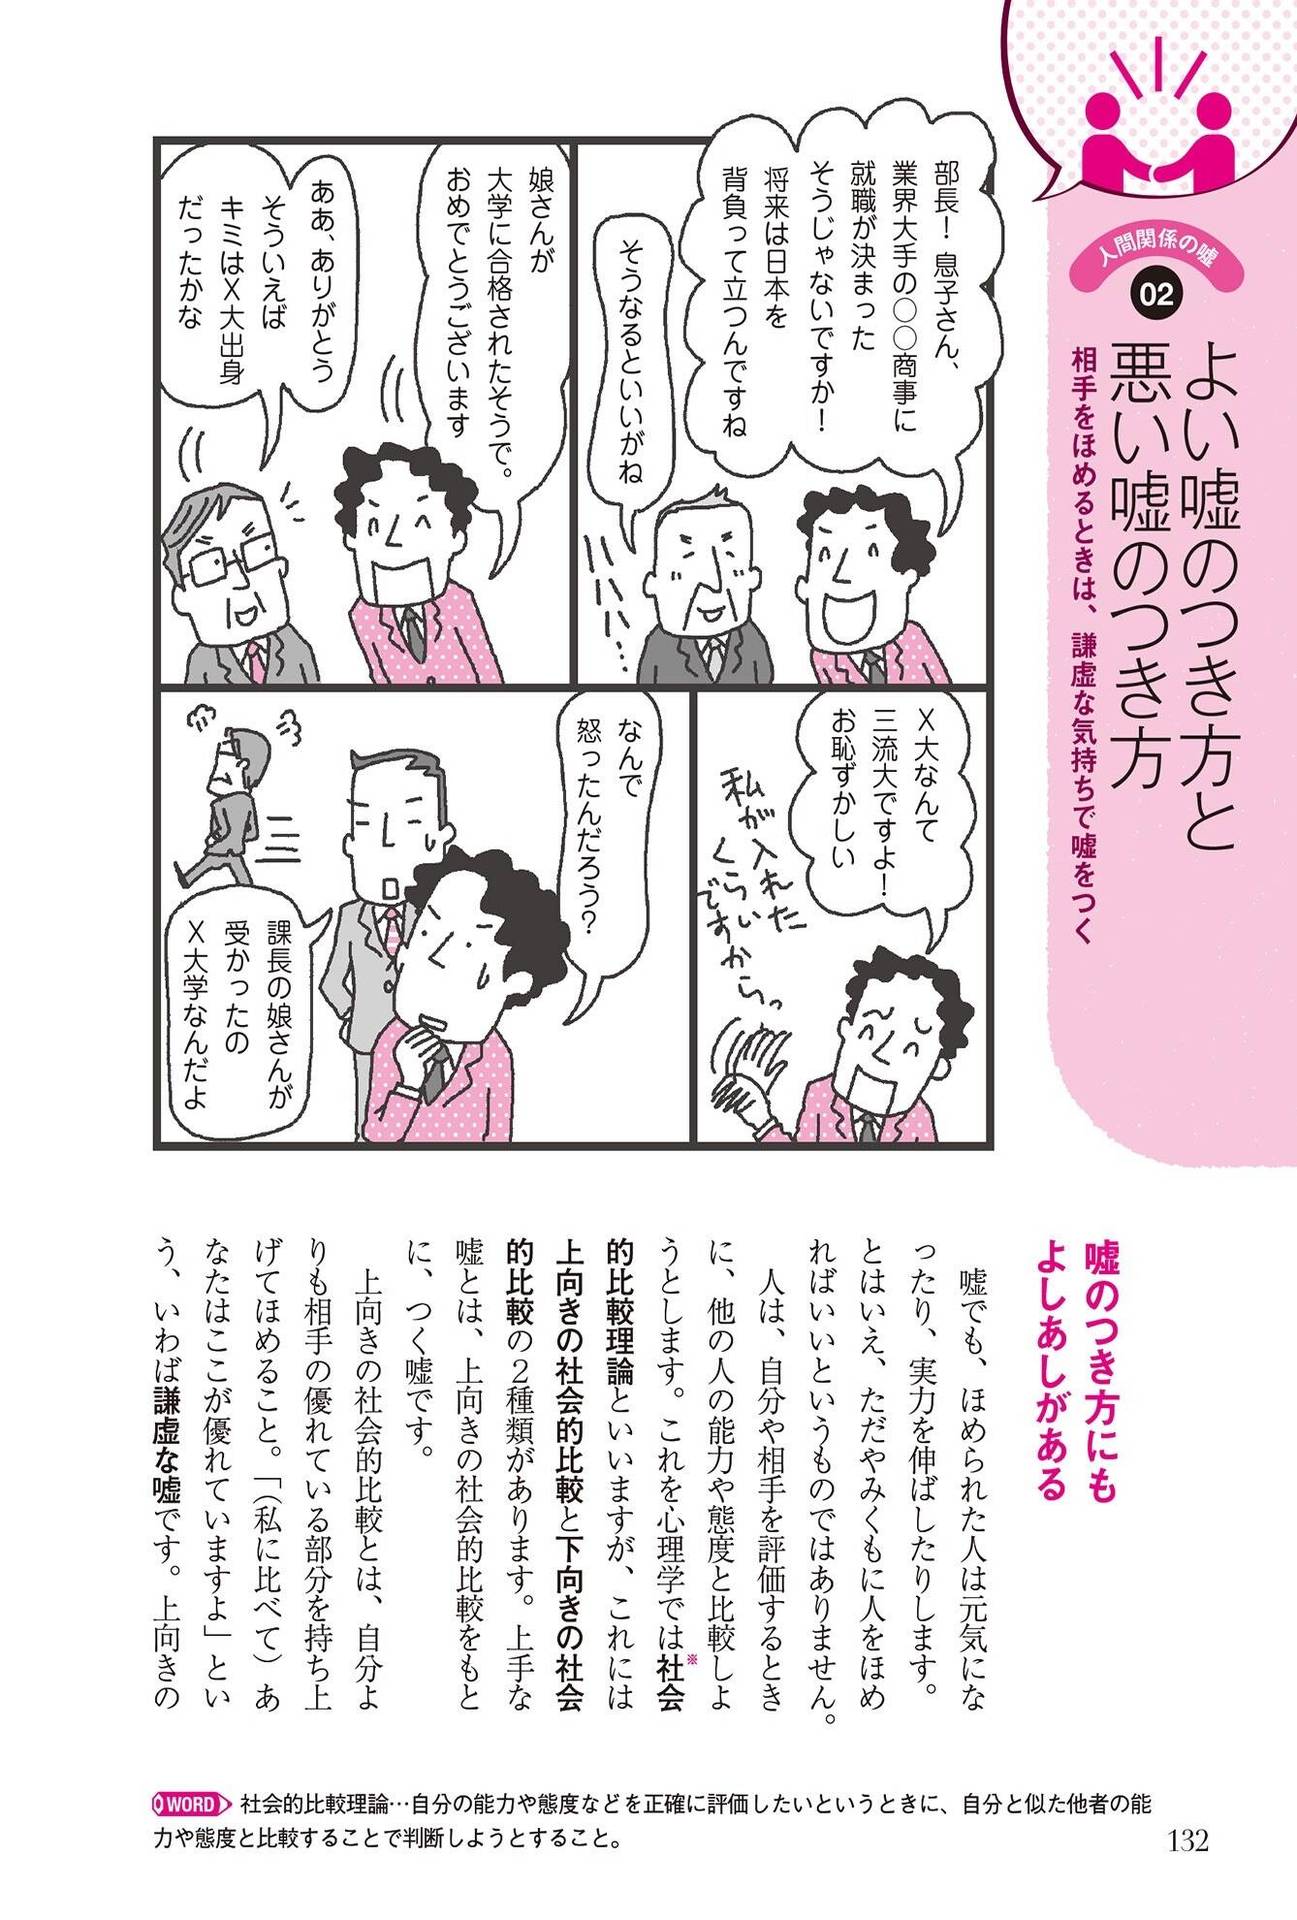 人間関係の嘘
02
よい嘘のつき方と
悪い嘘のつき方
相手をほめるときは、謙虚な気持ちで嘘をつく
部長！息子さん、
業界大手の○○商事に
就職が決まった
そうじゃないですか！
将来は日本を
背負って立つんですね
そうなるといいがね
娘さんが
大学に合格されたそうで。
おめでとうございます
ああ、ありがとう
そういえば
キミはＸ大出身
だったかな
Ｘ大なんて
三流大ですよ！
お恥ずかしい
私が入れた
くらい
ですからっ
なんで
怒ったんだろう？
課長の娘さんが
受かったの
Ｘ大学なんだよ
嘘のつき方にも
よしあしがある
嘘でも、ほめられた人は元気にな
ったり、実力を伸ばしたりします。
とはいえ、ただやみくもに人をほめ
ればいいというものではありません。
人は、自分や相手を評価するとき
に、他の人の能力や態度と比較しよ
うとします。これを心理学では社会※
的比較理論といいますが、これには
上向きの社会的比較と下向きの社会
的比較の２種類があります。上手な
嘘とは、上向きの社会的比較をもと
に、つく嘘です。
上向きの社会的比較とは、自分よ
りも相手の優れている部分を持ち上
げてほめること。「（私に比べて）あ
なたはここが優れていますよ」とい
う、いわば謙虚な嘘です。上向きの
WORD 社会的比較理論…自分の能力や態度などを正確に評価したいというときに、自分と似た他者の能
力や態度と比較することで判断しようとすること。
132